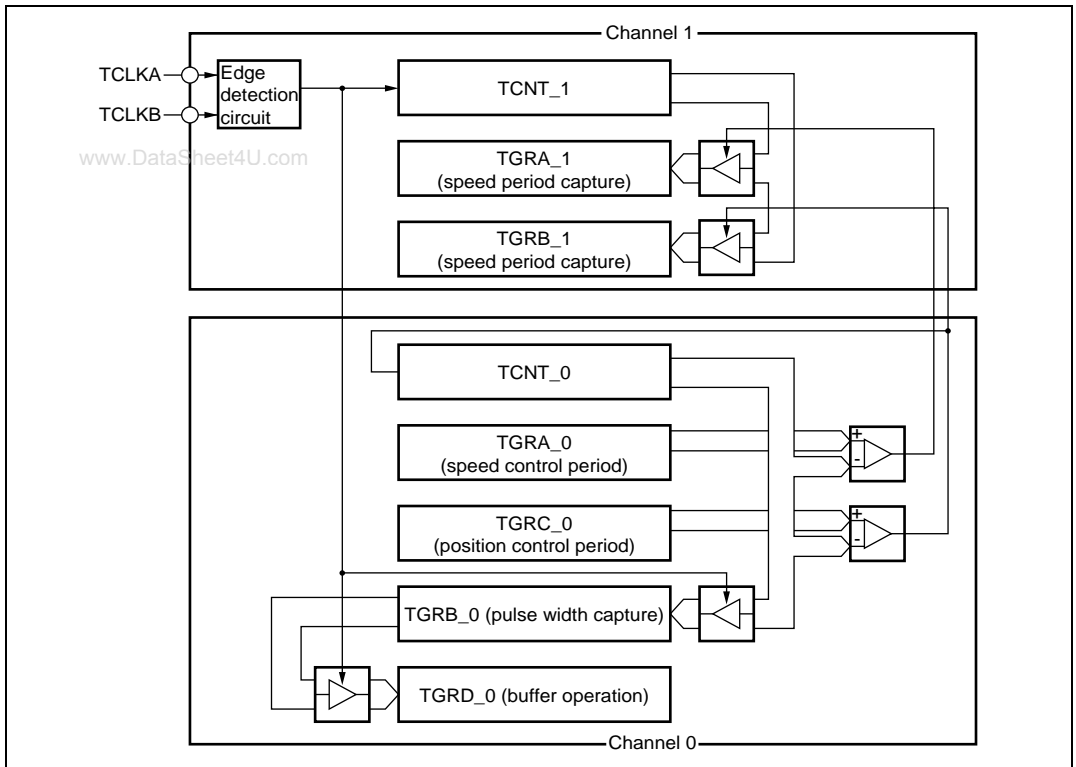 Channel 1
TCLKA
TCLKB
Edge
detection
circuit
TCNT_1
www.DataSheet4U.com
TGRA_1
(speed period capture)
TGRB_1
(speed period capture)
TCNT_0
TGRA_0
(speed control period)
+
-
TGRC_0
(position control period)
+
-
TGRB_0 (pulse width capture)
TGRD_0 (buffer operation)
Channel 0